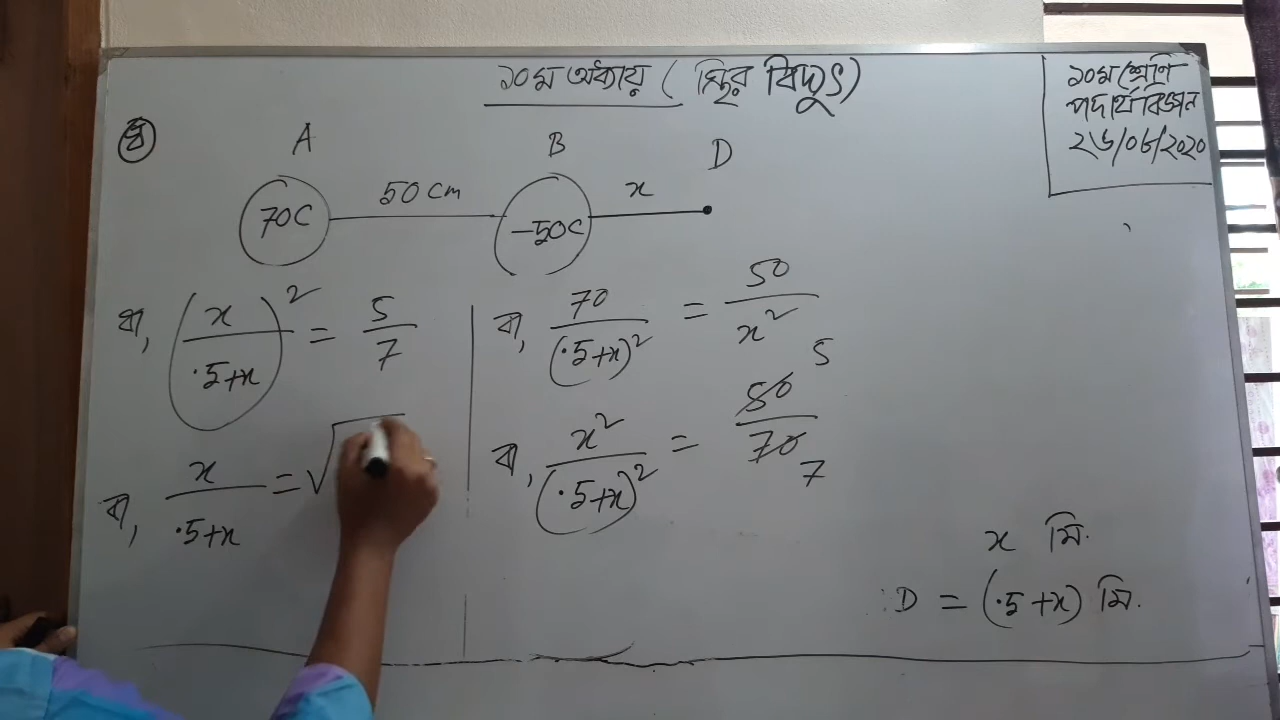 ১০ম অধ্যায় ( স্থির বিদ্যুৎ)
১০ম শ্রেণি
পদার্থ বিজ্ঞান
২৬/০৬/২০২০
ঘ
A B D
70C 50 cm -50C x
বা, (x/·5+x)² = 5/7
বা, x/·5+x = √
বা, 70/(·5+x)² = 50/x²
বা, x²/(·5+x)² = 50/70
5
7
x মি.
D = (·5+x) মি.